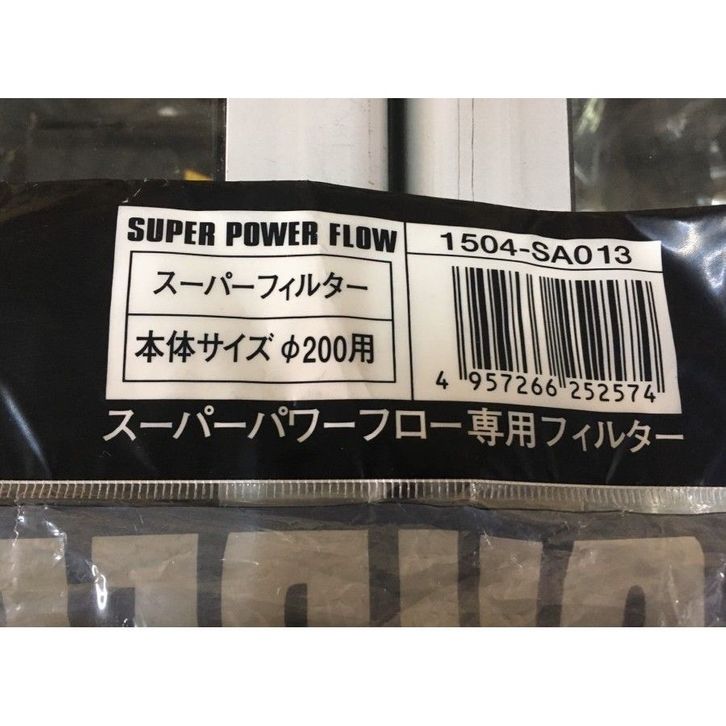 SUPER POWER FLOW
スーパーフィルター
本体サイズ φ200用
1504-SA013
4 957266 252574
スーパーパワーフロー専用フィルター